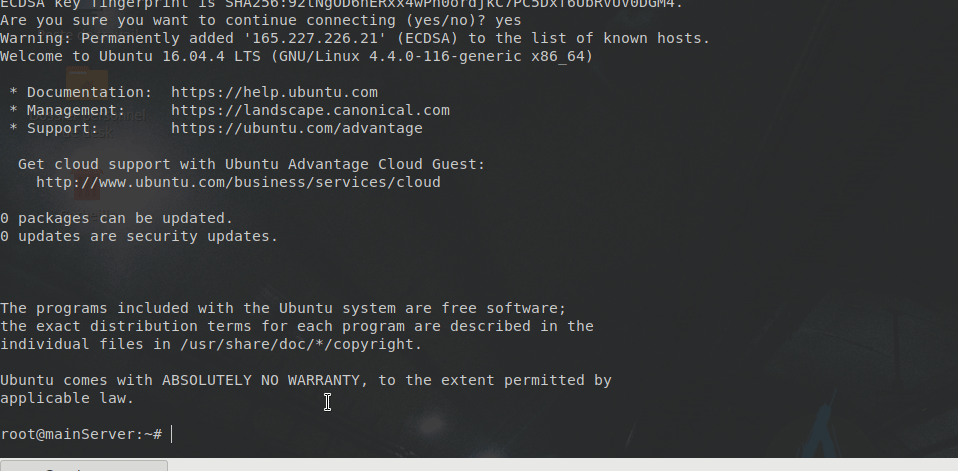 ECDSA key fingerprint is
Are you sure you want to continue connecting (yes/no)? yes
Warning: Permanently added '165.227.226.21' (ECDSA) to the list of known hosts.
Welcome to Ubuntu 16.04.4 LTS (GNU/Linux 4.4.0-116-generic x86_64)
* Documentation: https://help.ubuntu.com
* Management: https://landscape.canonical.com
* Support: https://ubuntu.com/advantage
Get cloud support with Ubuntu Advantage Cloud Guest:
http://www.ubuntu.com/business/services/cloud
0 packages can be updated.
0 updates are security updates.
The programs included with the Ubuntu system are free software;
the exact distribution terms for each program are described in the
individual files in /usr/share/doc/*/copyright.
Ubuntu comes with ABSOLUTELY NO WARRANTY, to the extent permitted by
applicable law.
root@mainServer:~#